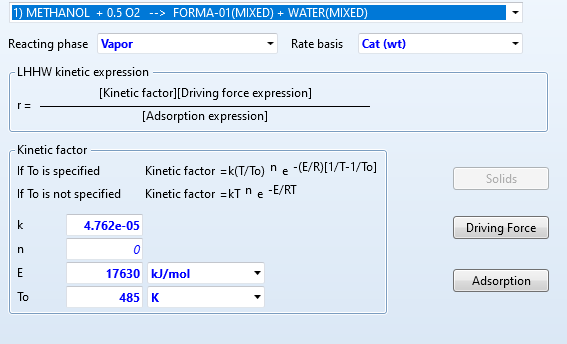 1) METHANOL + 0.5 O2 --> FORMA-01(MIXED) + WATER(MIXED)
Reacting phase Vapor Rate basis Cat (wt)
LHHW kinetic expression
r = [Kinetic factor][Driving force expression]
[Adsorption expression]
Kinetic factor
If To is specified Kinetic factor =k(T/To) n e -(E/R)[1/T-1/To]
If To is not specified Kinetic factor =kT n e -E/RT
k 4.762e-05
n 0
E 17630 kJ/mol
To 485 K
Solids
Driving Force
Adsorption